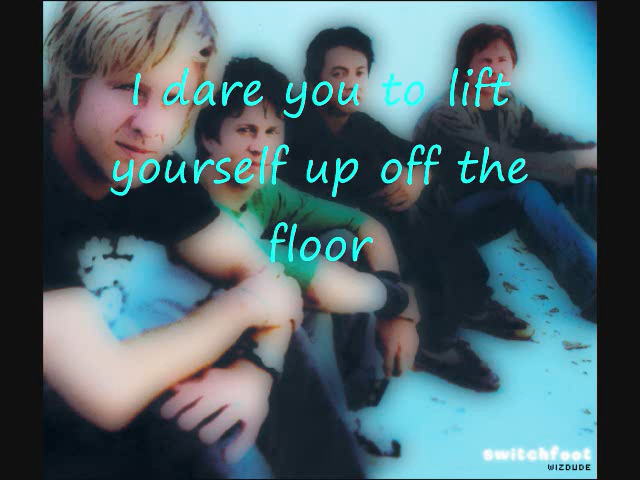 I dare you to lift
yourself up off the
floor
switchfoot
WIZDUDE